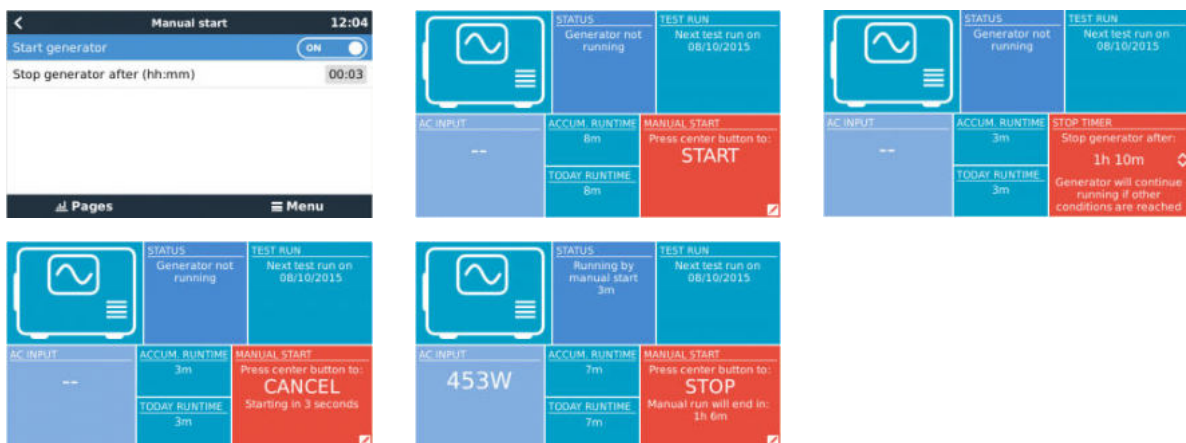 Manual start 12:04
Start generator ON
Stop generator after (hh:mm) 00:03
Pages Menu
STATUS
Generator not
running
TEST RUN
Next test run on
08/10/2015
AC INPUT
--
ACCUM. RUNTIME
8m
TODAY RUNTIME
8m
MANUAL START
Press center button to:
START
STATUS
Generator not
running
TEST RUN
Next test run on
08/10/2015
AC INPUT
--
ACCUM. RUNTIME
3m
TODAY RUNTIME
3m
STOP TIMER
Stop generator after:
1h 10m
Generator will continue
running if other
conditions are reached
STATUS
Generator not
running
TEST RUN
Next test run on
08/10/2015
AC INPUT
--
ACCUM. RUNTIME
3m
TODAY RUNTIME
3m
MANUAL START
Press center button to:
CANCEL
Starting in 3 seconds
STATUS
Running by
manual start
3m
TEST RUN
Next test run on
08/10/2015
AC INPUT
453W
ACCUM. RUNTIME
7m
TODAY RUNTIME
7m
MANUAL START
Press center button to:
STOP
Manual run will end in:
1h 6m